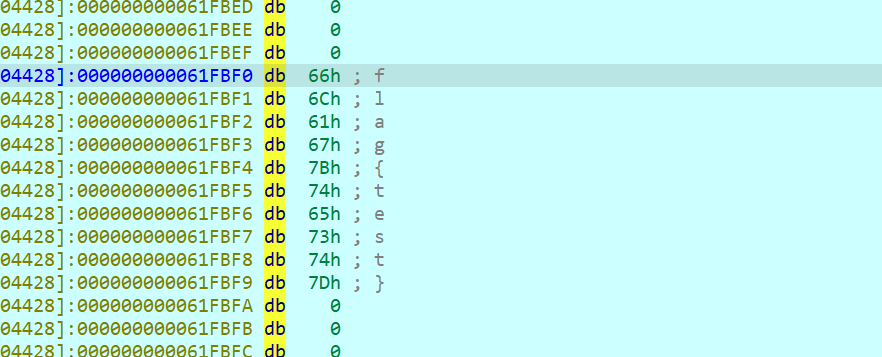 04428]:000000000061FBED db    0
04428]:000000000061FBEE db    0
04428]:000000000061FBEF db    0
04428]:000000000061FBF0 db  66h ; f
04428]:000000000061FBF1 db  6Ch ; l
04428]:000000000061FBF2 db  61h ; a
04428]:000000000061FBF3 db  67h ; g
04428]:000000000061FBF4 db  7Bh ; {
04428]:000000000061FBF5 db  74h ; t
04428]:000000000061FBF6 db  65h ; e
04428]:000000000061FBF7 db  73h ; s
04428]:000000000061FBF8 db  74h ; t
04428]:000000000061FBF9 db  7Dh ; }
04428]:000000000061FBFA db    0
04428]:000000000061FBFB db    0
04428]:000000000061FBFC db    0